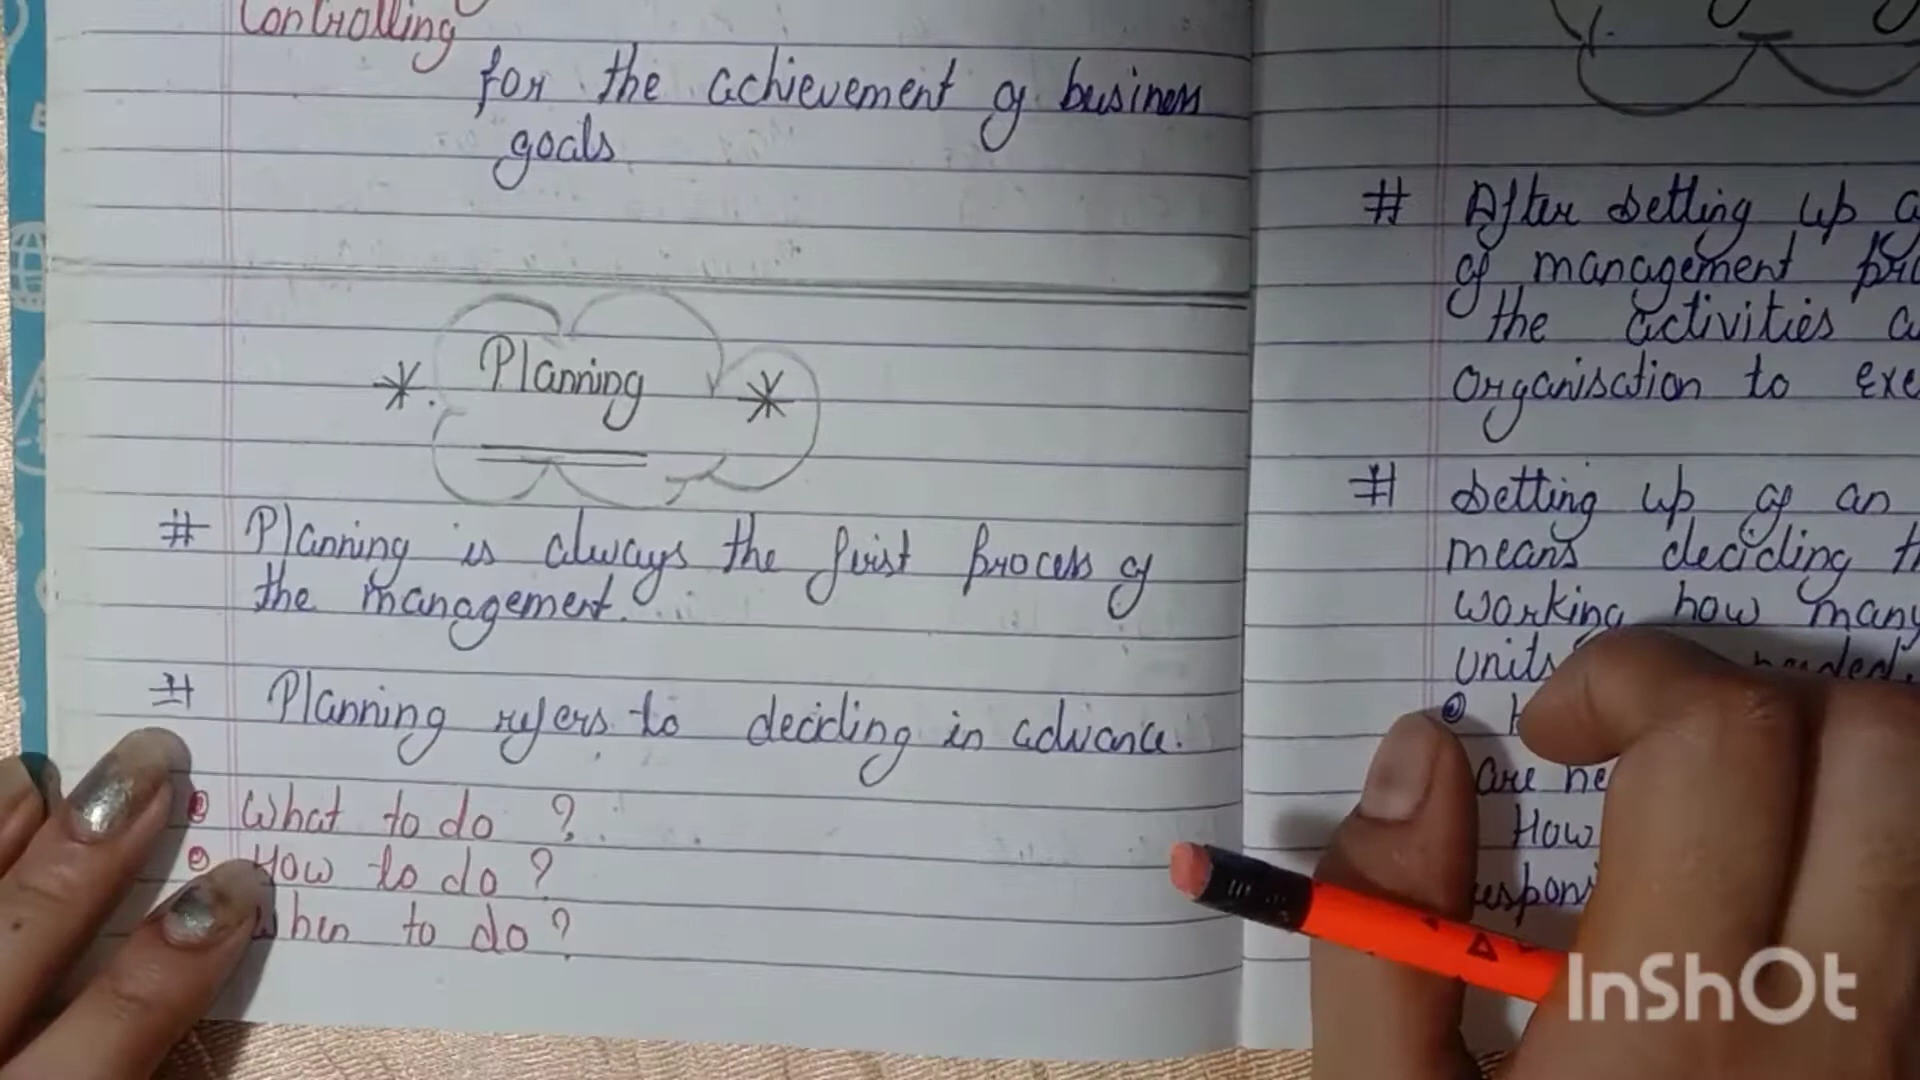 Controlling
for the achievement of business
goals
* Planning *
# Planning is always the first process of
the management.
# Planning refers to deciding in advance.
What to do ?
How to do ?
When to do ?
# After setting up
of management
the activities
organisation to
# Setting up of an
means deciding
working how many
units needed.
are
How
InShOt